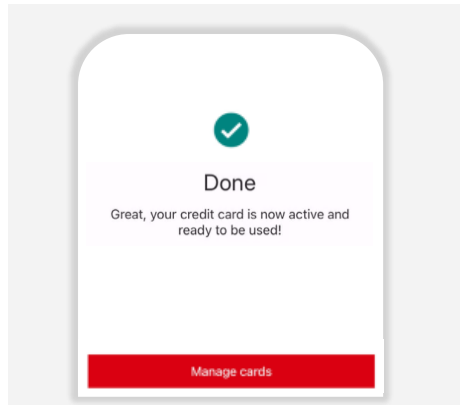 Done
Great, your credit card is now active and
ready to be used!
Manage cards